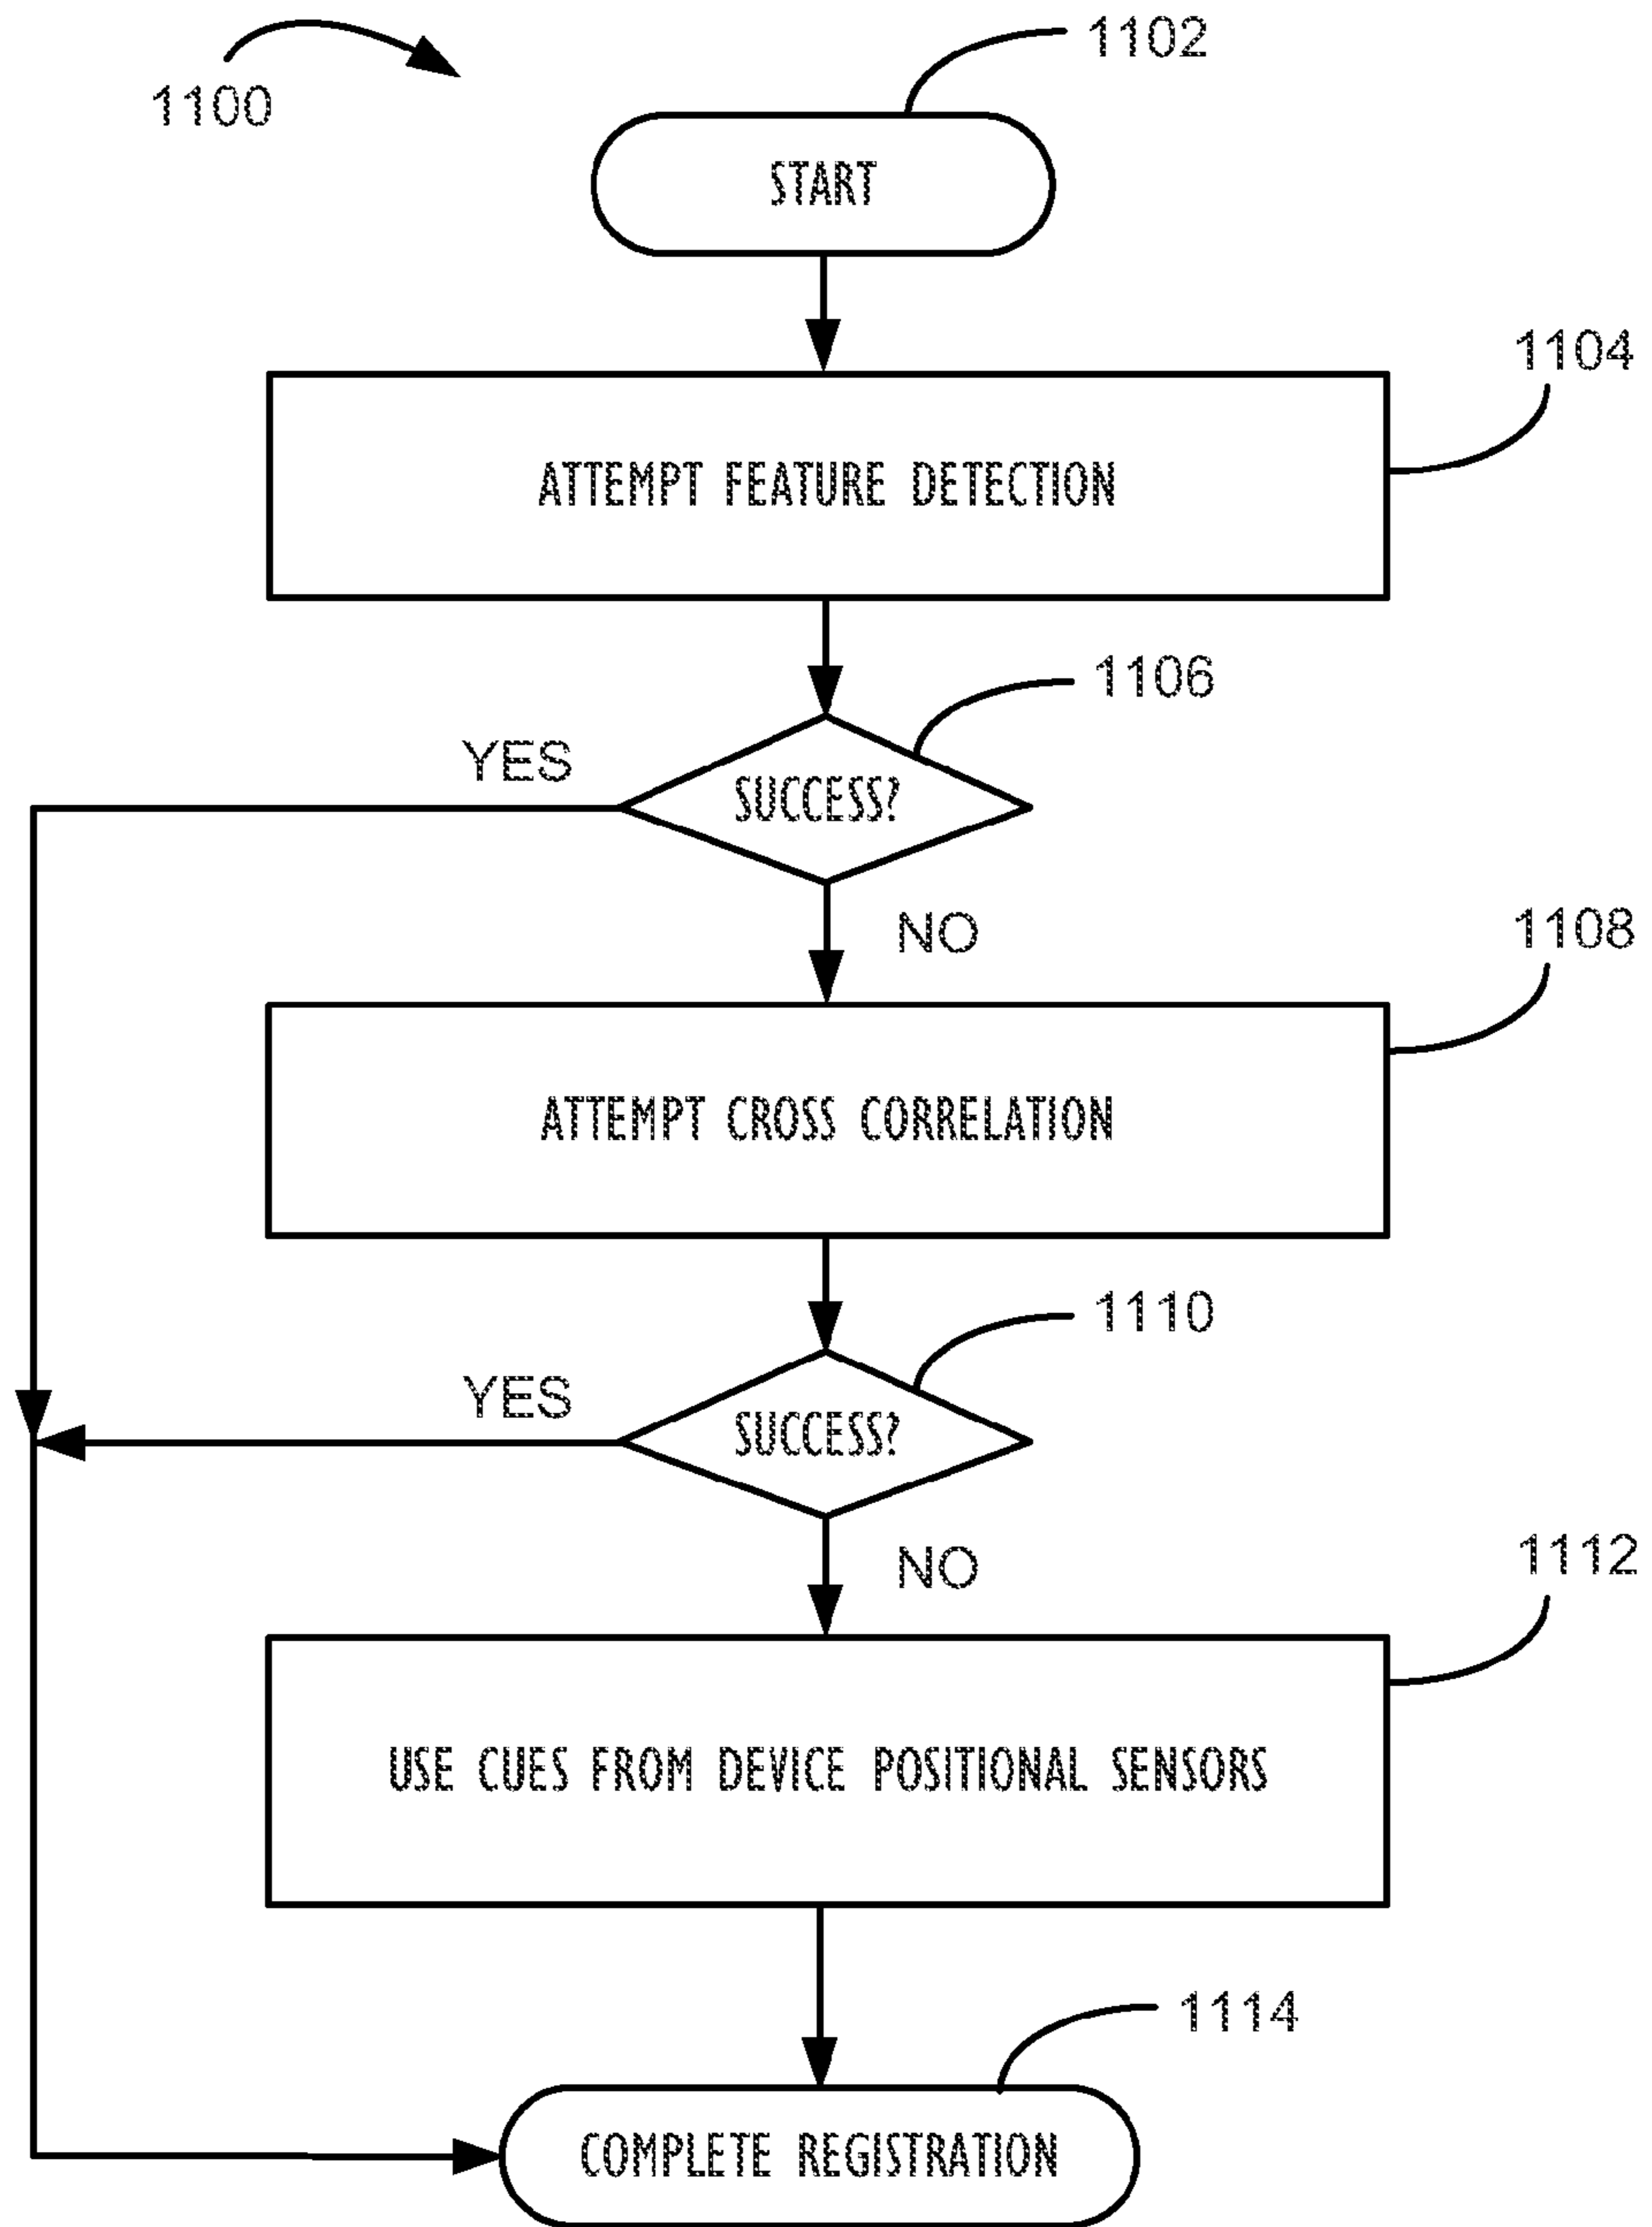 1102
1100
START
1104
ATTEMPT FEATURE DETECTION
1106
YES
SUCCESS?
NO
1108
ATTEMPT CROSS CORRELATION
1110
YES
SUCCESS?
NO
1112
USE CUES FROM DEVICE POSITIONAL SENSORS
1114
COMPLETE REGISTRATION